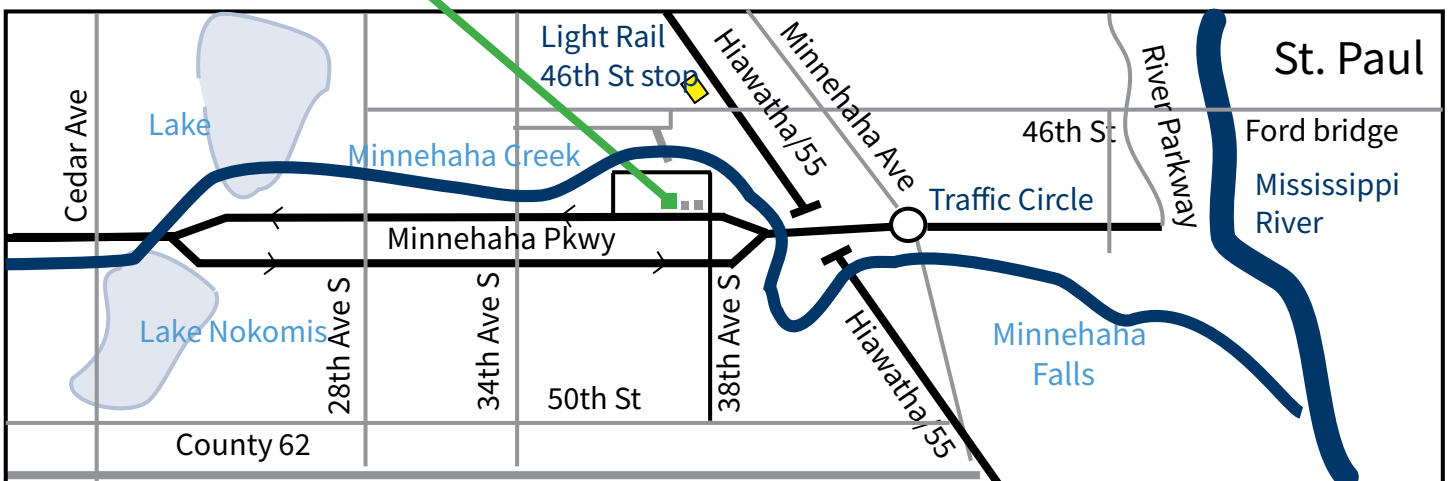 Light Rail
46th St stop
Hiawatha/55
Minnehaha Ave
River Parkway
St. Paul
Cedar Ave
Lake
Minnehaha Creek
46th St
Ford bridge
Traffic Circle
Mississippi
River
Minnehaha Pkwy
Lake Nokomis
28th Ave S
34th Ave S
50th St
38th Ave S
Hiawatha/55
Minnehaha
Falls
County 62